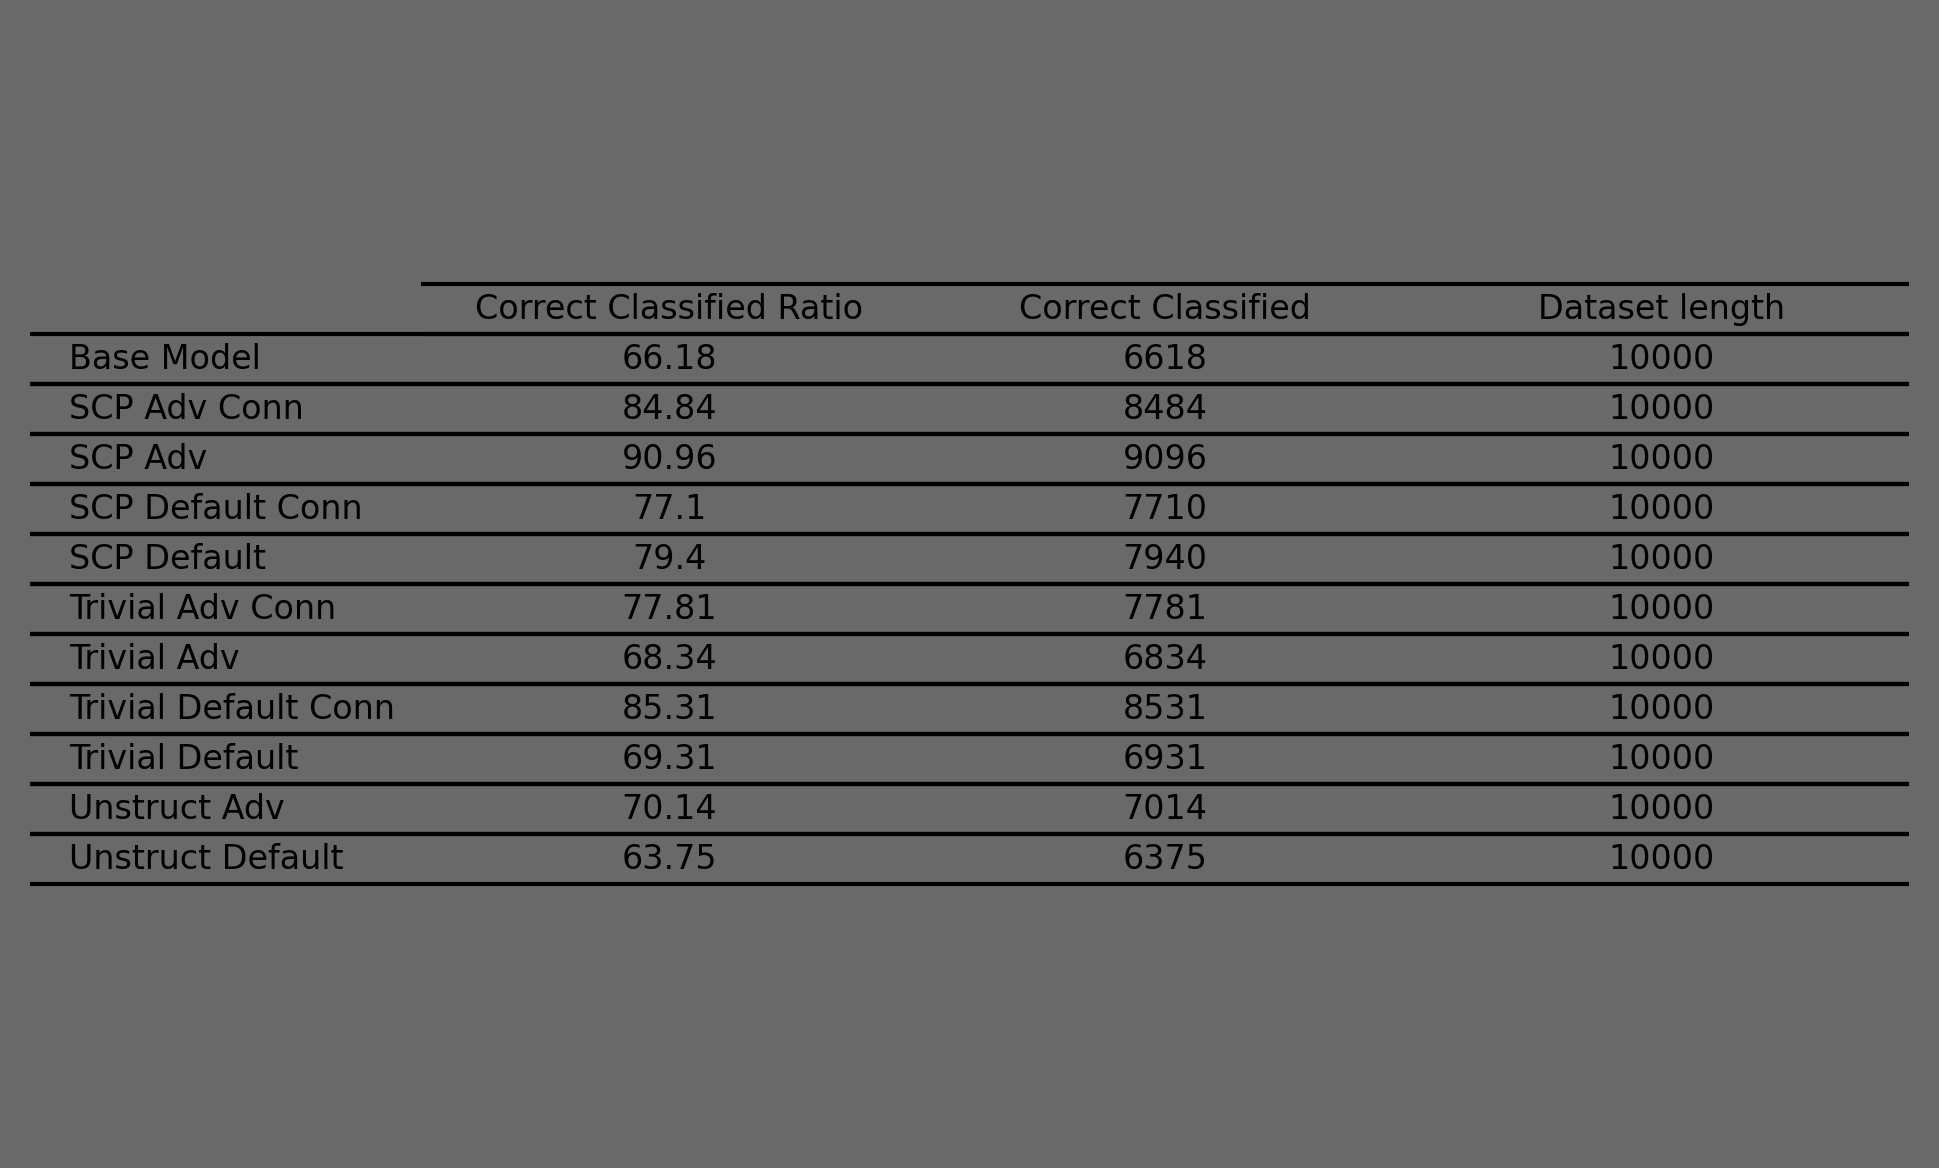 Correct Classified Ratio Correct Classified Dataset length
Base Model 66.18 6618 10000
SCP Adv Conn 84.84 8484 10000
SCP Adv 90.96 9096 10000
SCP Default Conn 77.1 7710 10000
SCP Default 79.4 7940 10000
Trivial Adv Conn 77.81 7781 10000
Trivial Adv 68.34 6834 10000
Trivial Default Conn 85.31 8531 10000
Trivial Default 69.31 6931 10000
Unstruct Adv 70.14 7014 10000
Unstruct Default 63.75 6375 10000